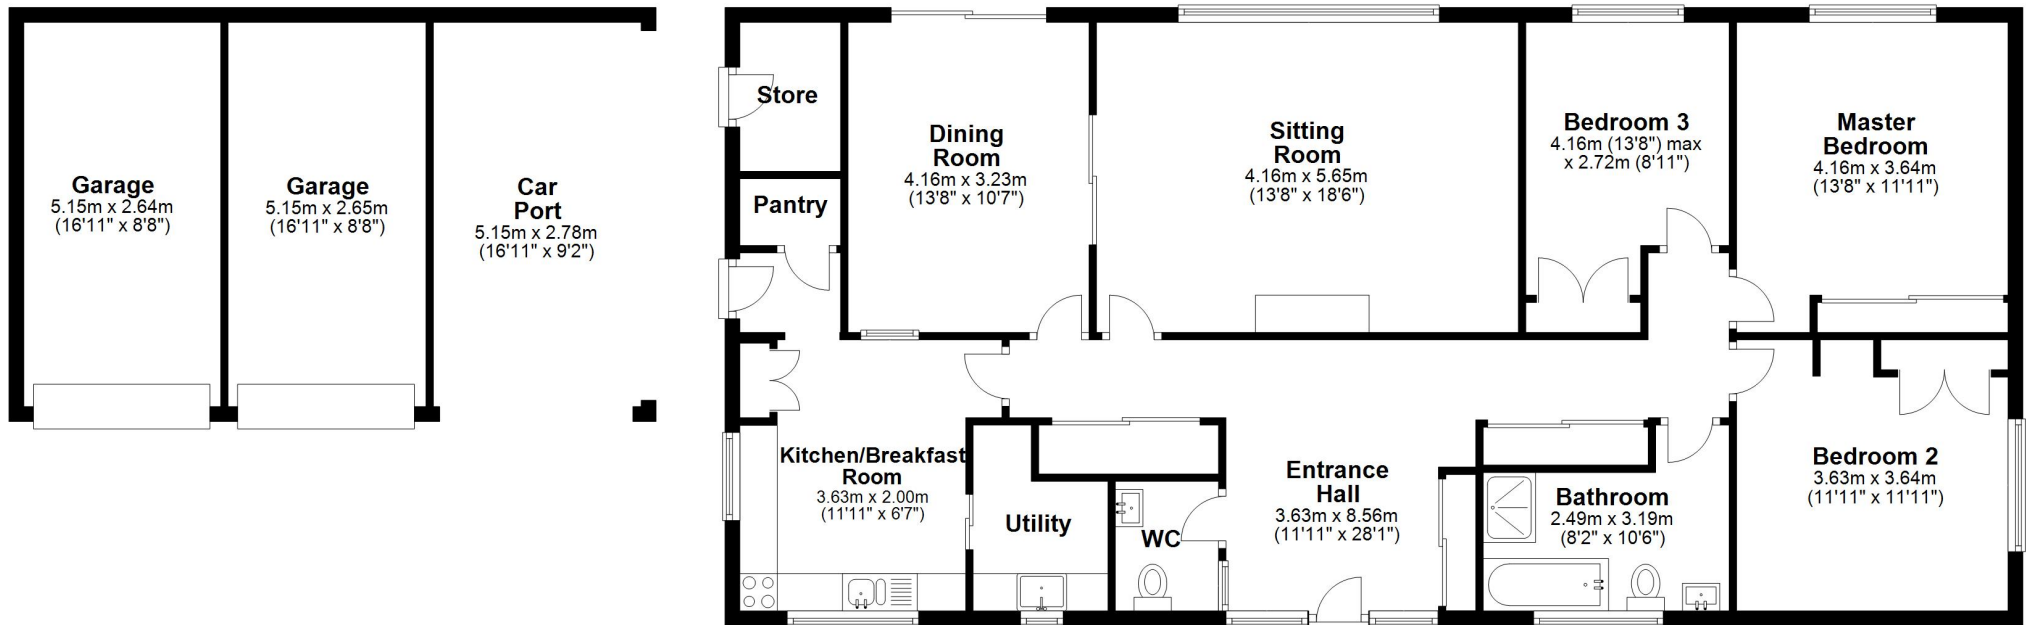 Garage
5.15m x 2.64m
(16'11" x 8'8")
Garage
5.15m x 2.65m
(16'11" x 8'8")
Car
Port
5.15m x 2.78m
(16'11" x 9'2")
Store
Pantry
Dining
Room
4.16m x 3.23m
(13'8" x 10'7")
Sitting
Room
4.16m x 5.65m
(13'8" x 18'6")
Bedroom 3
4.16m (13'8") max
x 2.72m (8'11")
Master
Bedroom
4.16m x 3.64m
(13'8" x 11'11")
Kitchen/Breakfast
Room
3.63m x 2.00m
(11'11" x 6'7")
Utility
WC
Entrance
Hall
3.63m x 8.56m
(11'11" x 28'1")
Bathroom
2.49m x 3.19m
(8'2" x 10'6")
Bedroom 2
3.63m x 3.64m
(11'11" x 11'11")